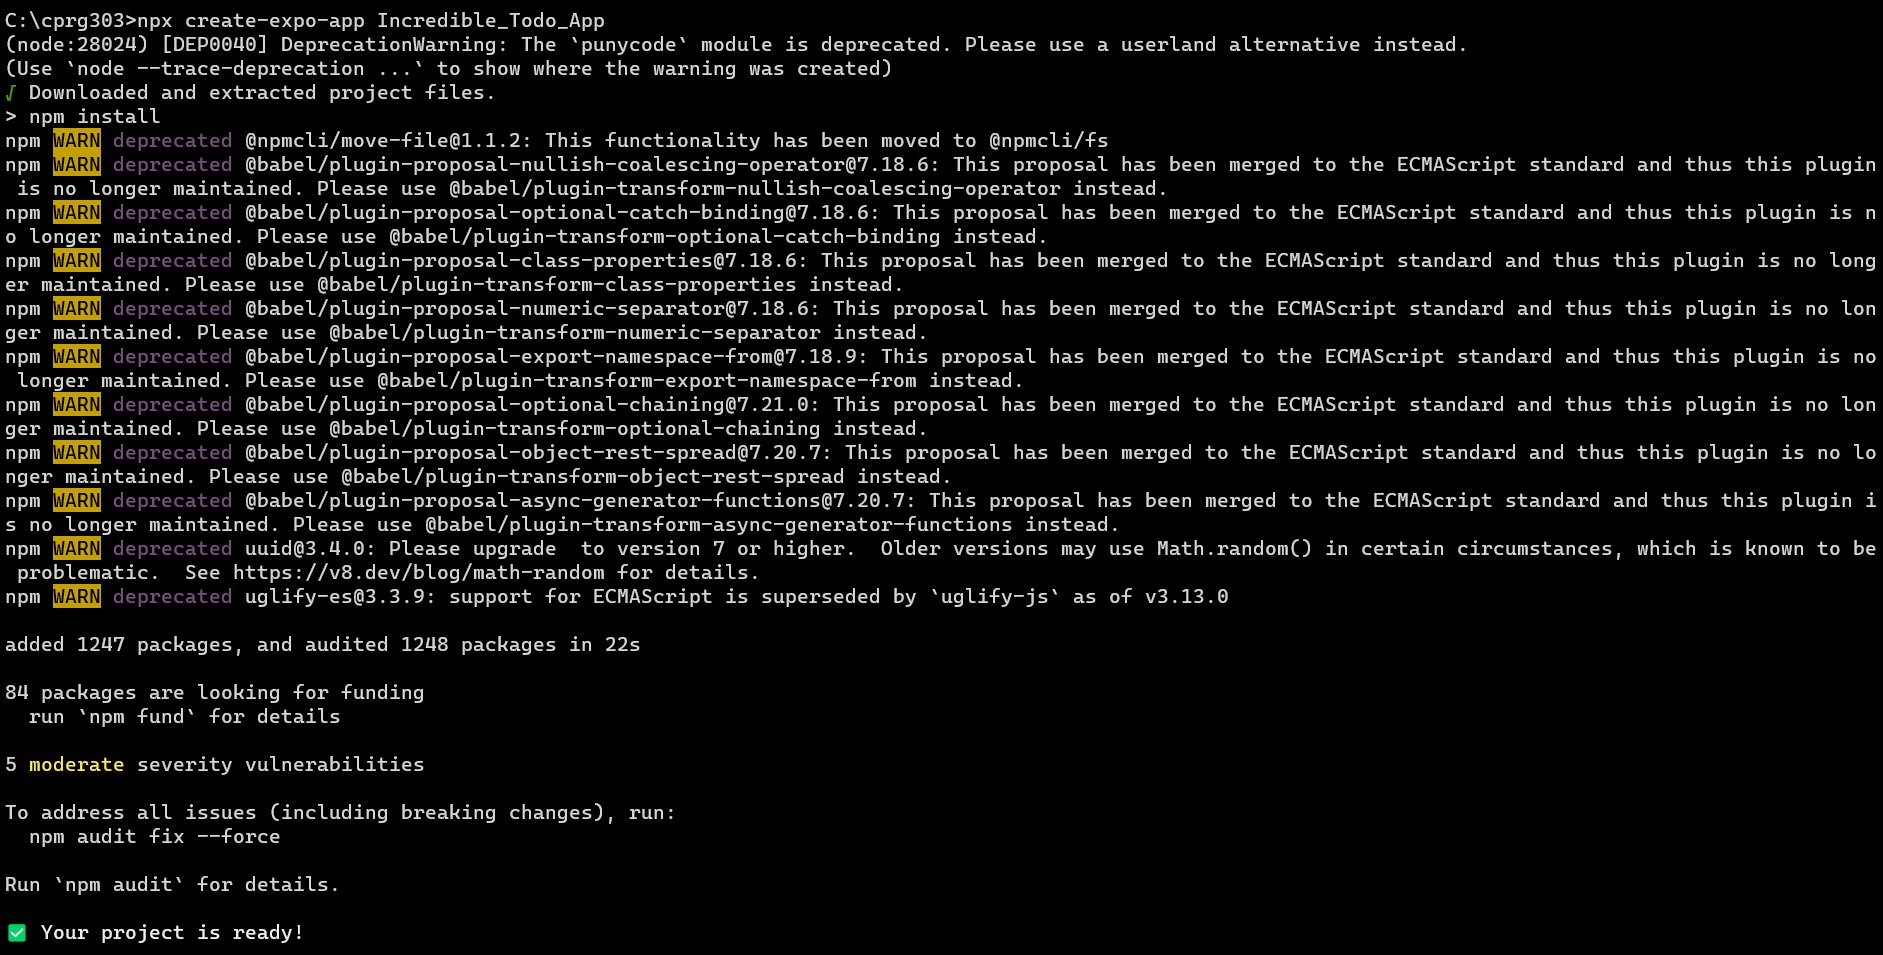 C:\cprg303>npx create-expo-app Incredible_Todo_App
(node:28024) [DEP0040] DeprecationWarning: The `punycode` module is deprecated. Please use a userland alternative instead.
(Use `node --trace-deprecation ...` to show where the warning was created)
√ Downloaded and extracted project files.
> npm install
npm WARN deprecated @npmcli/move-file@1.1.2: This functionality has been moved to @npmcli/fs
npm WARN deprecated @babel/plugin-proposal-nullish-coalescing-operator@7.18.6: This proposal has been merged to the ECMAScript standard and thus this plugin
 is no longer maintained. Please use @babel/plugin-transform-nullish-coalescing-operator instead.
npm WARN deprecated @babel/plugin-proposal-optional-catch-binding@7.18.6: This proposal has been merged to the ECMAScript standard and thus this plugin is n
o longer maintained. Please use @babel/plugin-transform-optional-catch-binding instead.
npm WARN deprecated @babel/plugin-proposal-class-properties@7.18.6: This proposal has been merged to the ECMAScript standard and thus this plugin is no long
er maintained. Please use @babel/plugin-transform-class-properties instead.
npm WARN deprecated @babel/plugin-proposal-numeric-separator@7.18.6: This proposal has been merged to the ECMAScript standard and thus this plugin is no lon
ger maintained. Please use @babel/plugin-transform-numeric-separator instead.
npm WARN deprecated @babel/plugin-proposal-export-namespace-from@7.18.9: This proposal has been merged to the ECMAScript standard and thus this plugin is no
 longer maintained. Please use @babel/plugin-transform-export-namespace-from instead.
npm WARN deprecated @babel/plugin-proposal-optional-chaining@7.21.0: This proposal has been merged to the ECMAScript standard and thus this plugin is no lon
ger maintained. Please use @babel/plugin-transform-optional-chaining instead.
npm WARN deprecated @babel/plugin-proposal-object-rest-spread@7.20.7: This proposal has been merged to the ECMAScript standard and thus this plugin is no lo
nger maintained. Please use @babel/plugin-transform-object-rest-spread instead.
npm WARN deprecated @babel/plugin-proposal-async-generator-functions@7.20.7: This proposal has been merged to the ECMAScript standard and thus this plugin i
s no longer maintained. Please use @babel/plugin-transform-async-generator-functions instead.
npm WARN deprecated uuid@3.4.0: Please upgrade  to version 7 or higher.  Older versions may use Math.random() in certain circumstances, which is known to be
 problematic.  See https://v8.dev/blog/math-random for details.
npm WARN deprecated uglify-es@3.3.9: support for ECMAScript is superseded by `uglify-js` as of v3.13.0
added 1247 packages, and audited 1248 packages in 22s
84 packages are looking for funding
  run `npm fund` for details
5 moderate severity vulnerabilities
To address all issues (including breaking changes), run:
  npm audit fix --force
Run `npm audit` for details.
✅ Your project is ready!